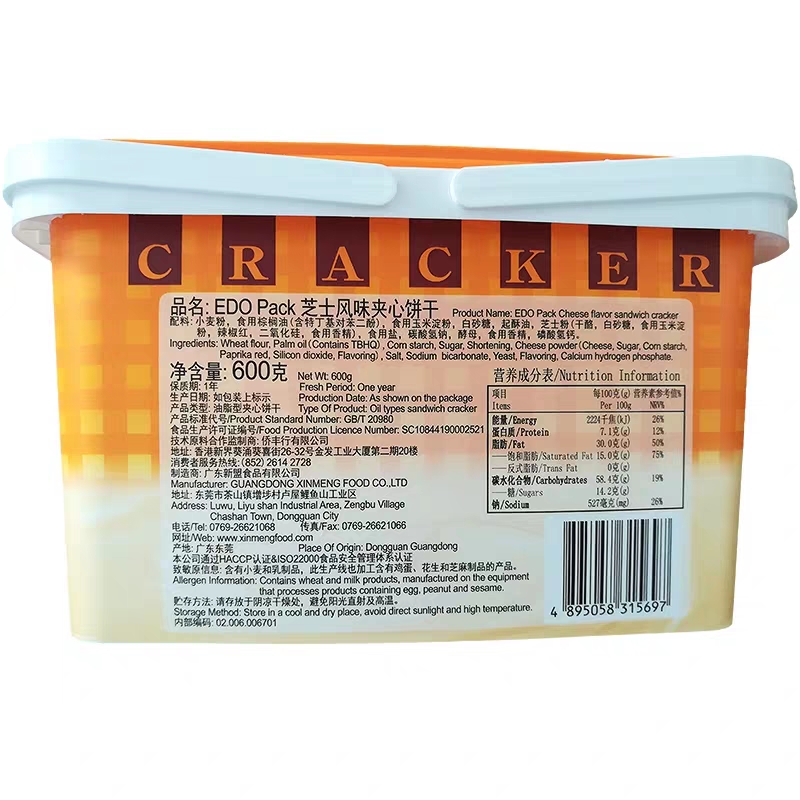 CRACKER
品名: EDO Pack 芝士风味夹心饼干 Product Name: EDO Pack Cheese flavor sandwich cracker
配料: 小麦粉，食用棕榈油(含特丁基对苯二酚)，食用玉米淀粉，白砂糖，起酥油，芝士粉(干酪，白砂糖，食用玉米淀
粉，辣椒红，二氧化硅，食用香精)，食用盐，碳酸氢钠，酵母，食用香精，磷酸氢钙。
Ingredients: Wheat flour, Palm oil (Contains TBHQ) , Corn starch, Sugar, Shortening, Cheese powder (Cheese, Sugar, Corn starch,
Paprika red, Silicon dioxide, Flavoring) , Salt, Sodium bicarbonate, Yeast, Flavoring, Calcium hydrogen phosphate.
净含量: 600克 Net Wt: 600g
保质期: 1年 Fresh Period: One year
生产日期: 如包装上标示 Production Date: As shown on the package
产品类型: 油脂型夹心饼干 Type Of Product: Oil types sandwich cracker
产品标准代号/Product Standard Number: GB/T 20980
食品生产许可证编号/Food Production Licence Number: SC10844190002521
技术原料合作监制商: 侨丰行有限公司
地址: 香港新界葵涌葵喜街26-32号金发工业大厦第二期20楼
消费者服务热线: (852) 2614 2728
制造商: 广东新盟食品有限公司
Manufacturer: GUANGDONG XINMENG FOOD CO.,LTD
地址: 东莞市茶山镇增埗村卢屋鲤鱼山工业区
Address: Luwu, Liyu shan Industrial Area, Zengbu Village
Chashan Town, Dongguan City
电话/Tel: 0769-26621068 传真/Fax: 0769-26621066
网址/Web: www.xinmengfood.com
产地: 广东东莞 Place Of Origin: Dongguan Guangdong
本公司通过HACCP认证&ISO22000食品安全管理体系认证
致敏原信息: 含有小麦和乳制品，此生产线也加工含有鸡蛋、花生和芝麻制品的产品。
Allergen Information: Contains wheat and milk products, manufactured on the equipment
that processes products containing egg, peanut and sesame.
贮存方法: 请存放于阴凉干燥处，避免阳光直射及高温。
Storage Method: Store in a cool and dry place, avoid direct sunlight and high temperature.
内部编码: 02.006.006701
营养成分表/Nutrition Information
项目 每100克(g) 营养素参考值%
Items Per 100g NRV%
能量/Energy 2224千焦(kJ) 26%
蛋白质/Protein 7.1克(g) 12%
脂肪/Fat 30.0克(g) 50%
—饱和脂肪/Saturated Fat 15.0克(g) 75%
—反式脂肪/Trans Fat 0克(g)
碳水化合物/Carbohydrates 58.4克(g) 19%
—糖/Sugars 14.2克(g)
钠/Sodium 527毫克(mg) 26%
4 895058 315697